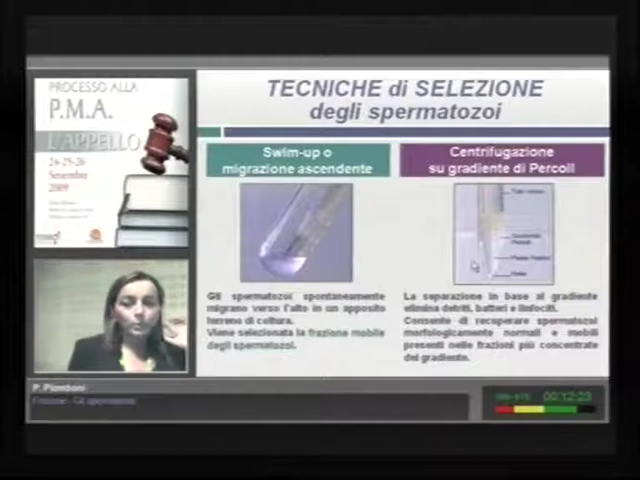 PROCESSO ALLA
P.M.A.
L'APPELLO
24-25-26
Settembre
2009
TECNICHE di SELEZIONE
degli spermatozoi
Swim-up o
migrazione ascendente
Centrifugazione
su gradiente di Percoll
Gli spermatozoi spontaneamente
migrano verso l'alto in un apposito
terreno di coltura.
Viene selezionata la frazione mobile
degli spermatozoi.
La separazione in base al gradiente
elimina detriti, batteri e linfociti.
Consente di recuperare spermatozoi
morfologicamente normali e mobili
presenti nelle frazioni più concentrate
del gradiente.
P. Piomboni
00:12:23